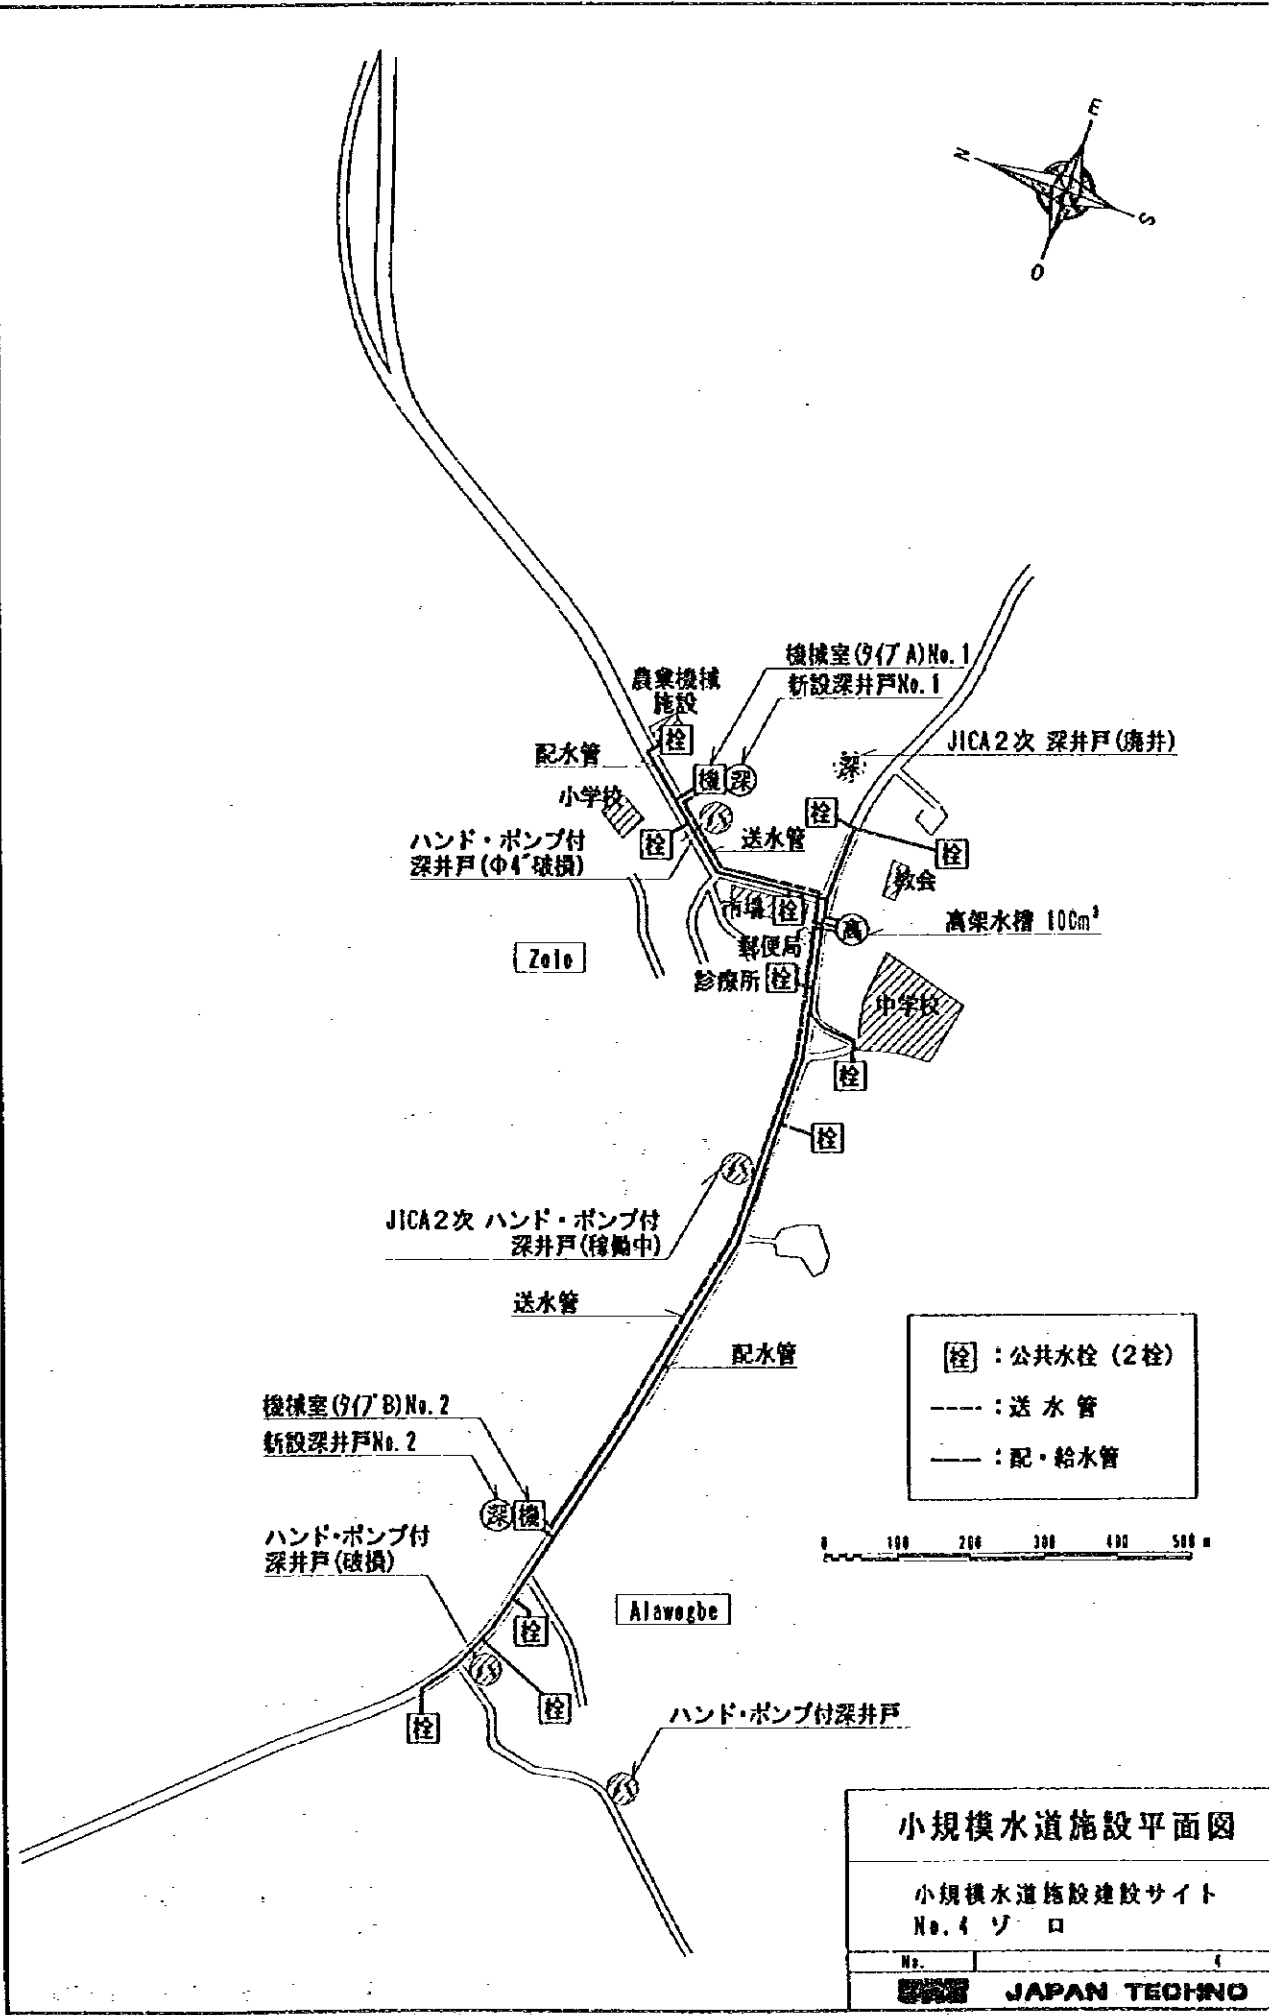 E
N
S
O
機械室(タイプA)No.1
新設深井戸No.1
農業機械
施設
栓
配水管
機 深
JICA2次 深井戸(廃井)
深
小学校
栓
栓
ハンド・ポンプ付
深井戸(Φ4"破損)
送水管
栓
教会
市場 栓
高
高架水槽 100m³
郵便局
Zolo
診療所 栓
中学校
栓
栓
JICA2次 ハンド・ポンプ付
深井戸(稼働中)
送水管
配水管
栓 : 公共水栓 (2栓)
---- : 送水管
—— : 配・給水管
機械室(タイプB)No.2
新設深井戸No.2
深 機
ハンド・ポンプ付
深井戸(破損)
0 100 200 300 400 500 m
Alawogbe
栓
栓
栓
ハンド・ポンプ付深井戸
小規模水道施設平面図
小規模水道施設建設サイト
No.4 ゾ ロ
No. 4
JAPAN TECHNO